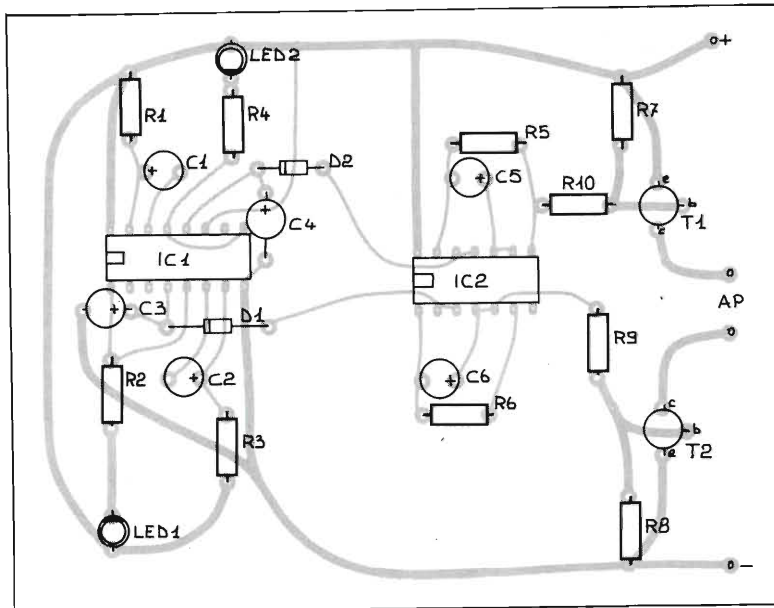 LED2
+
R1
R4
R7
R5
C1
D2
C5
e
R10
b
T1
C4
c
IC1
IC2
AP
C3
D1
R9
R2
C2
C6
R6
c
b
T2
R3
e
LED1
R8
-